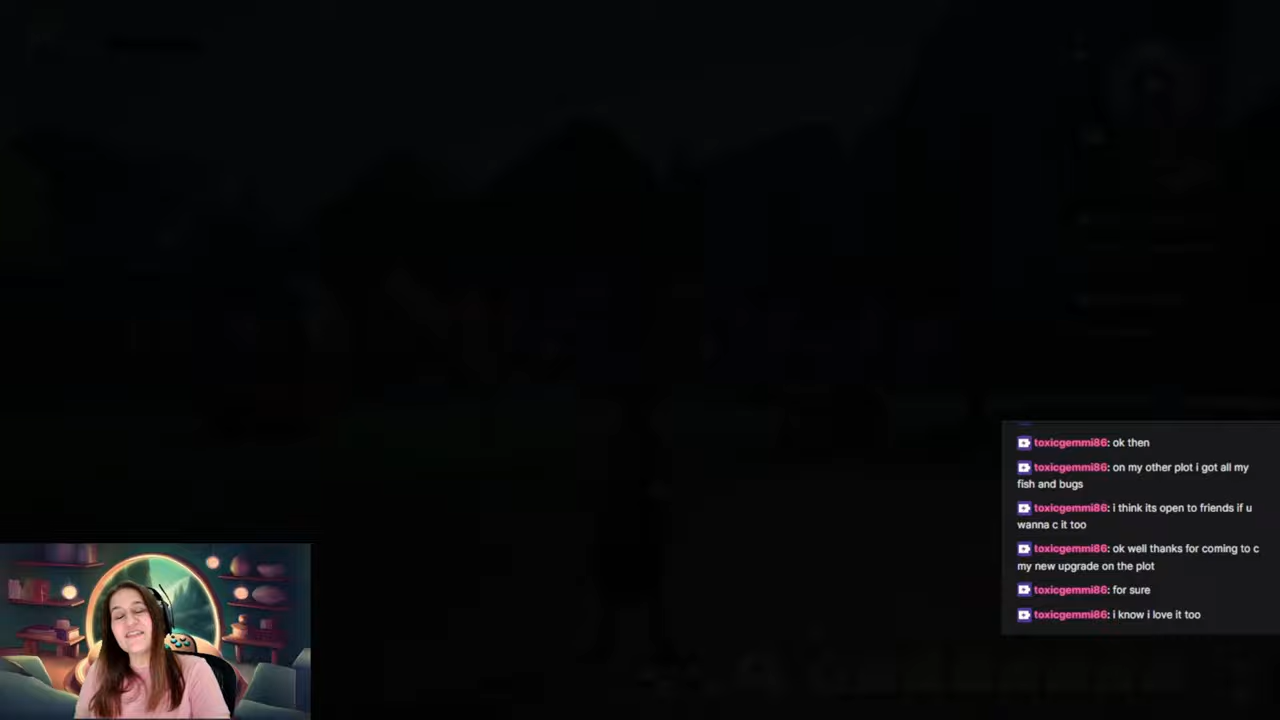 toxicgemmi86: ok then
toxicgemmi86: on my other plot i got all my
fish and bugs
toxicgemmi86: i think its open to friends if u
wanna c it too
toxicgemmi86: ok well thanks for coming to c
my new upgrade on the plot
toxicgemmi86: for sure
toxicgemmi86: i know i love it too